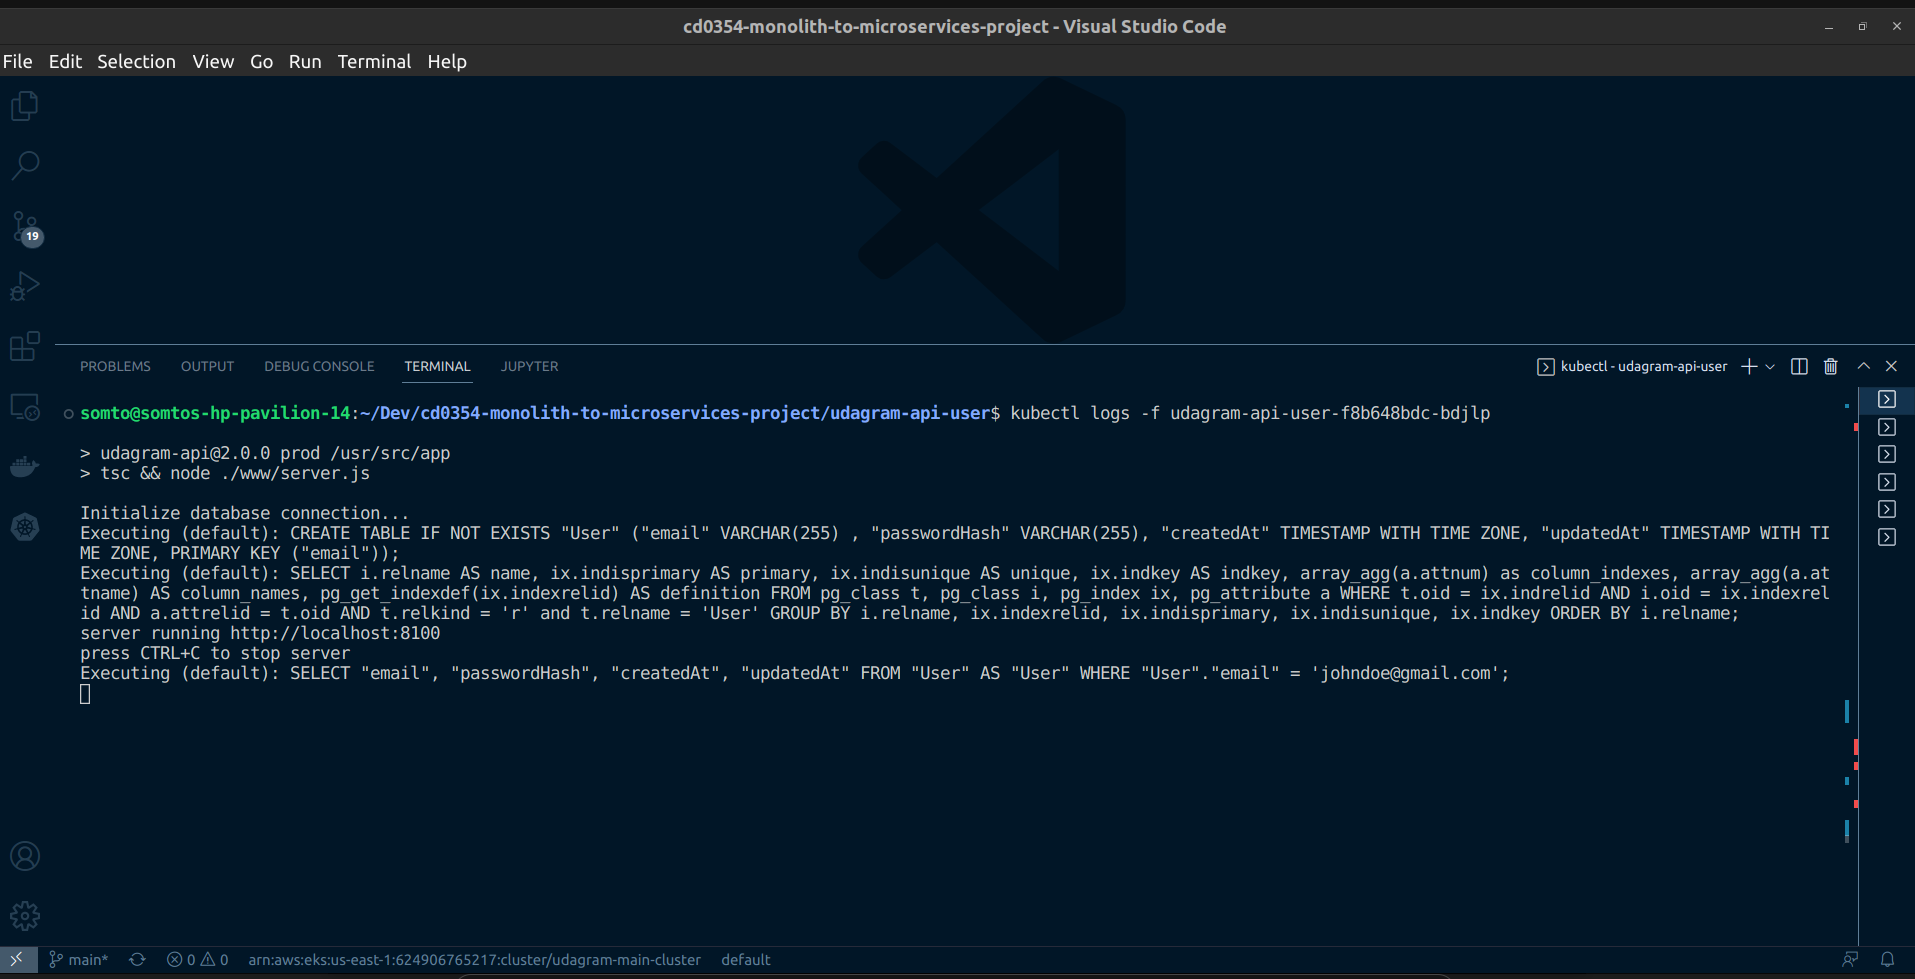 cd0354-monolith-to-microservices-project - Visual Studio Code
File Edit Selection View Go Run Terminal Help
19
PROBLEMS OUTPUT DEBUG CONSOLE TERMINAL JUPYTER kubectl - udagram-api-user
somto@somtos-hp-pavilion-14:~/Dev/cd0354-monolith-to-microservices-project/udagram-api-user$ kubectl logs -f udagram-api-user-f8b648bdc-bdjlp
> udagram-api@2.0.0 prod /usr/src/app
> tsc && node ./www/server.js
Initialize database connection...
Executing (default): CREATE TABLE IF NOT EXISTS "User" ("email" VARCHAR(255) , "passwordHash" VARCHAR(255), "createdAt" TIMESTAMP WITH TIME ZONE, "updatedAt" TIMESTAMP WITH TI
ME ZONE, PRIMARY KEY ("email"));
Executing (default): SELECT i.relname AS name, ix.indisprimary AS primary, ix.indisunique AS unique, ix.indkey AS indkey, array_agg(a.attnum) as column_indexes, array_agg(a.at
tname) AS column_names, pg_get_indexdef(ix.indexrelid) AS definition FROM pg_class t, pg_class i, pg_index ix, pg_attribute a WHERE t.oid = ix.indrelid AND i.oid = ix.indexrel
id AND a.attrelid = t.oid AND t.relkind = 'r' and t.relname = 'User' GROUP BY i.relname, ix.indexrelid, ix.indisprimary, ix.indisunique, ix.indkey ORDER BY i.relname;
server running http://localhost:8100
press CTRL+C to stop server
Executing (default): SELECT "email", "passwordHash", "createdAt", "updatedAt" FROM "User" AS "User" WHERE "User"."email" = 'johndoe@gmail.com';
main* 0 0 arn:aws:eks:us-east-1:624906765217:cluster/udagram-main-cluster default